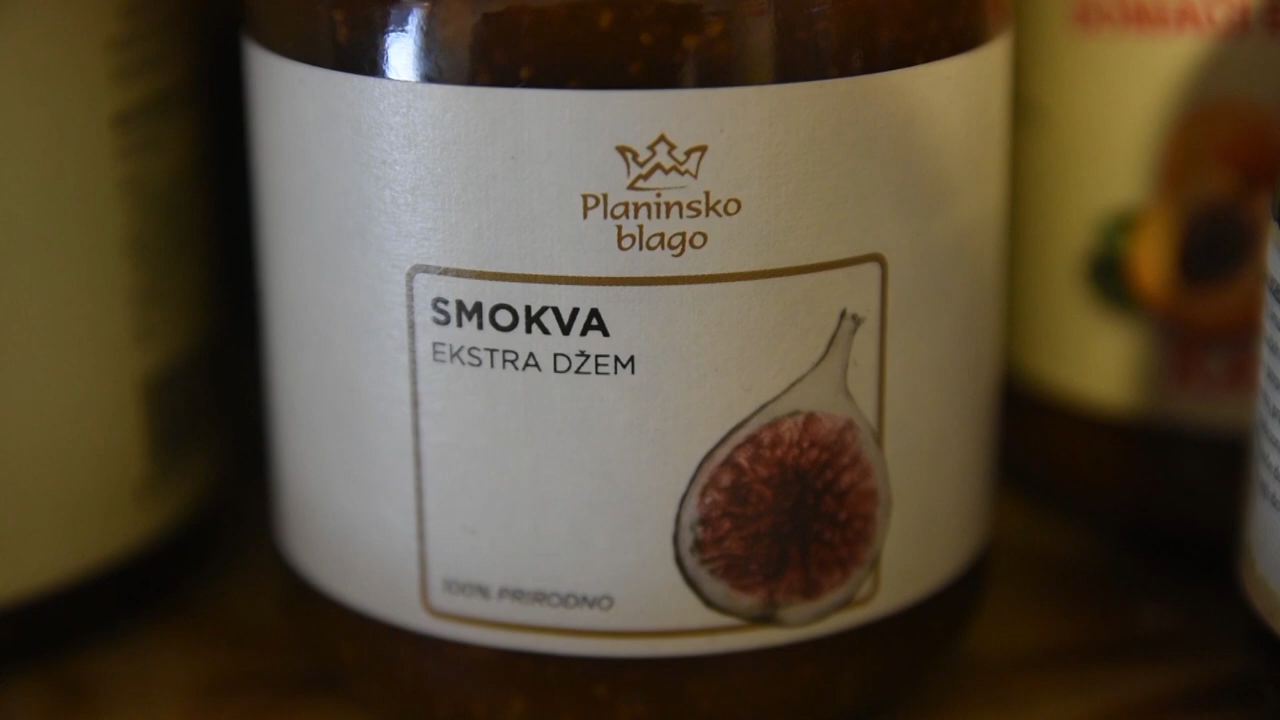 Planinsko
blago
SMOKVA
EKSTRA DŽEM
100% PRIRODNO